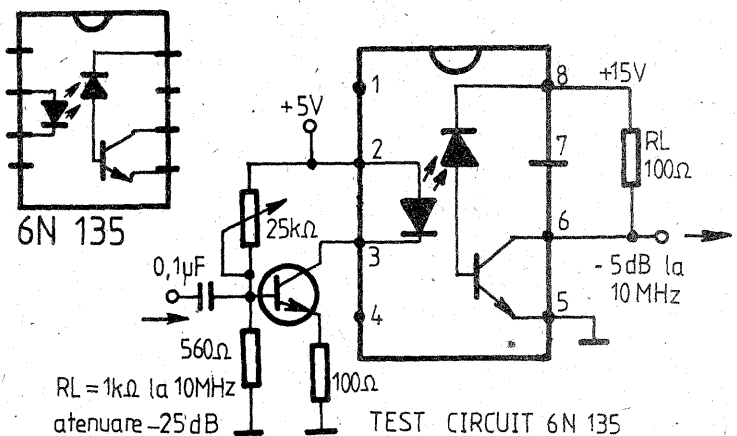 6N 135
+5V
25kΩ
0,1µF
560Ω
100Ω
RL = 1kΩ la 10MHz
atenuare -25dB
1
2
3
4
8
7
6
5
+15V
RL
100Ω
- 5dB la
10MHz
TEST CIRCUIT 6N 135